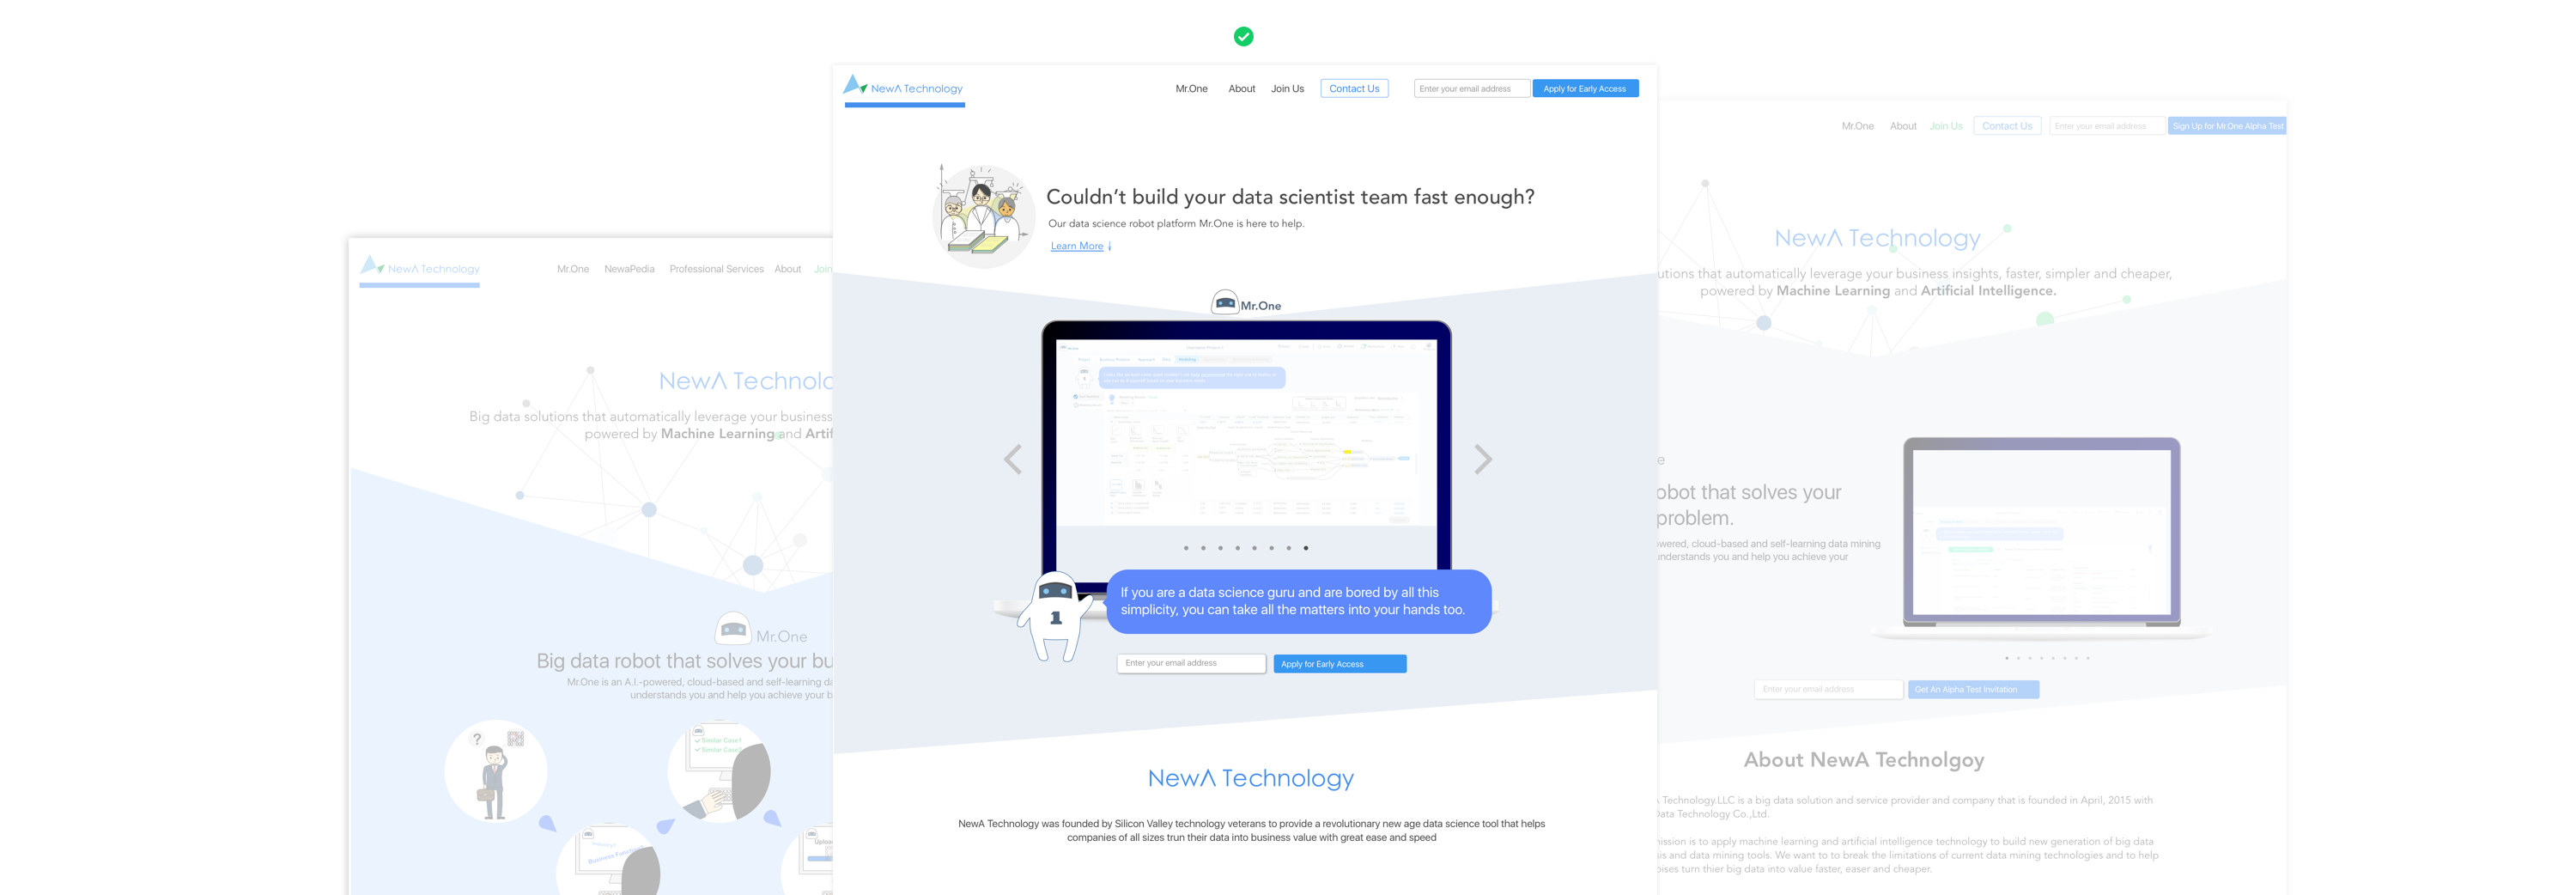 NewΛ Technology
Mr.One NewaPedia Professional Services About Join
NewΛ Technolo
Big data solutions that automatically leverage your business
powered by Machine Learning and Artif
Mr.One
Big data robot that solves your bu
Mr.One is an A.I.-powered, cloud-based and self-learning da
understands you and help you achieve your b
?
Similar Case1
Similar Case
Business Function
Uploa
NewΛ Technology
Mr.One About Join Us Contact Us Enter your email address Apply for Early Access
Couldn't build your data scientist team fast enough?
Our data science robot platform Mr.One is here to help.
Learn More
Mr.One
1
If you are a data science guru and are bored by all this
simplicity, you can take all the matters into your hands too.
Enter your email address Apply for Early Access
NewΛ Technology
NewA Technology was founded by Silicon Valley technology veterans to provide a revolutionary new age data science tool that helps
companies of all sizes trun their data into business value with great ease and speed
Mr.One About Join Us Contact Us Enter your email address Sign Up for Mr.One Alpha Test
NewΛ Technology
utions that automatically leverage your business insights, faster, simpler and cheaper,
powered by Machine Learning and Artificial Intelligence.
e
obot that solves your
problem.
owered, cloud-based and self-learning data mining
understands you and help you achieve your
Enter your email address Get An Alpha Test Invitation
About NewA Technolgoy
Technology.LLC is a big data solution and service provider and company that is founded in April, 2015 with
Data Technology Co.,Ltd.
mission is to apply machine learning and artificial intelligence technology to build new generation of big data
sis and data mining tools. We want to to break the limitations of current data mining technologies and to help
prises turn thier big data into value faster, easer and cheaper.